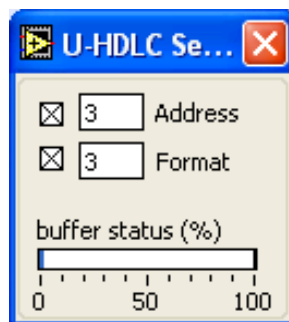 U-HDLC Se...
3 Address
3 Format
buffer status (%)
0 50 100